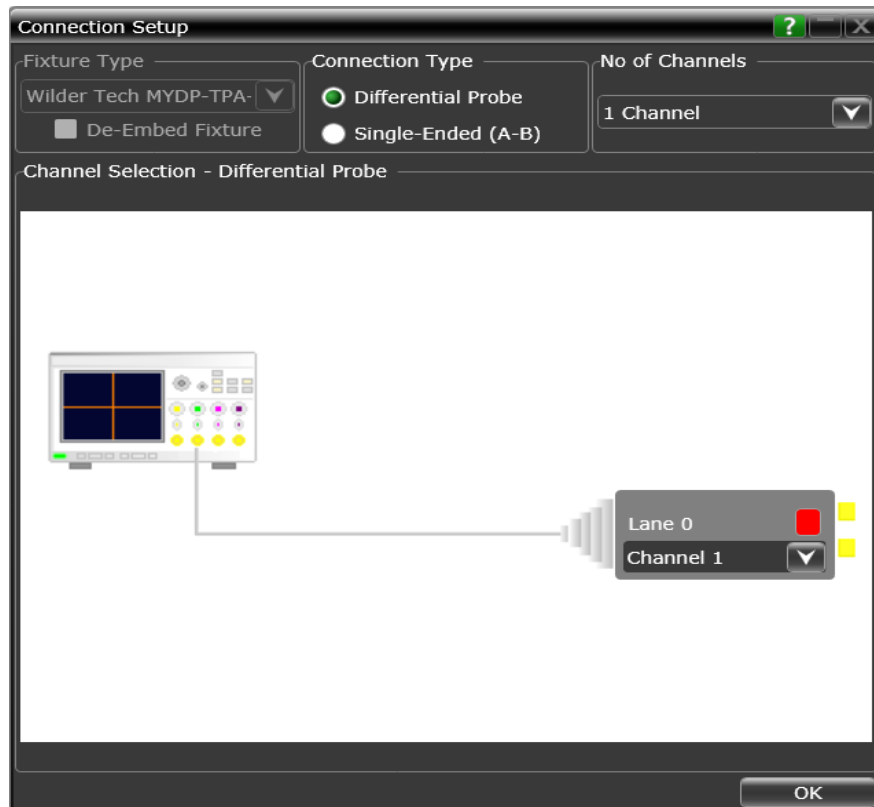 Connection Setup
?
Fixture Type
Wilder Tech MYDP-TPA-
De-Embed Fixture
Connection Type
Differential Probe
Single-Ended (A-B)
No of Channels
1 Channel
Channel Selection - Differential Probe
Lane 0
Channel 1
OK